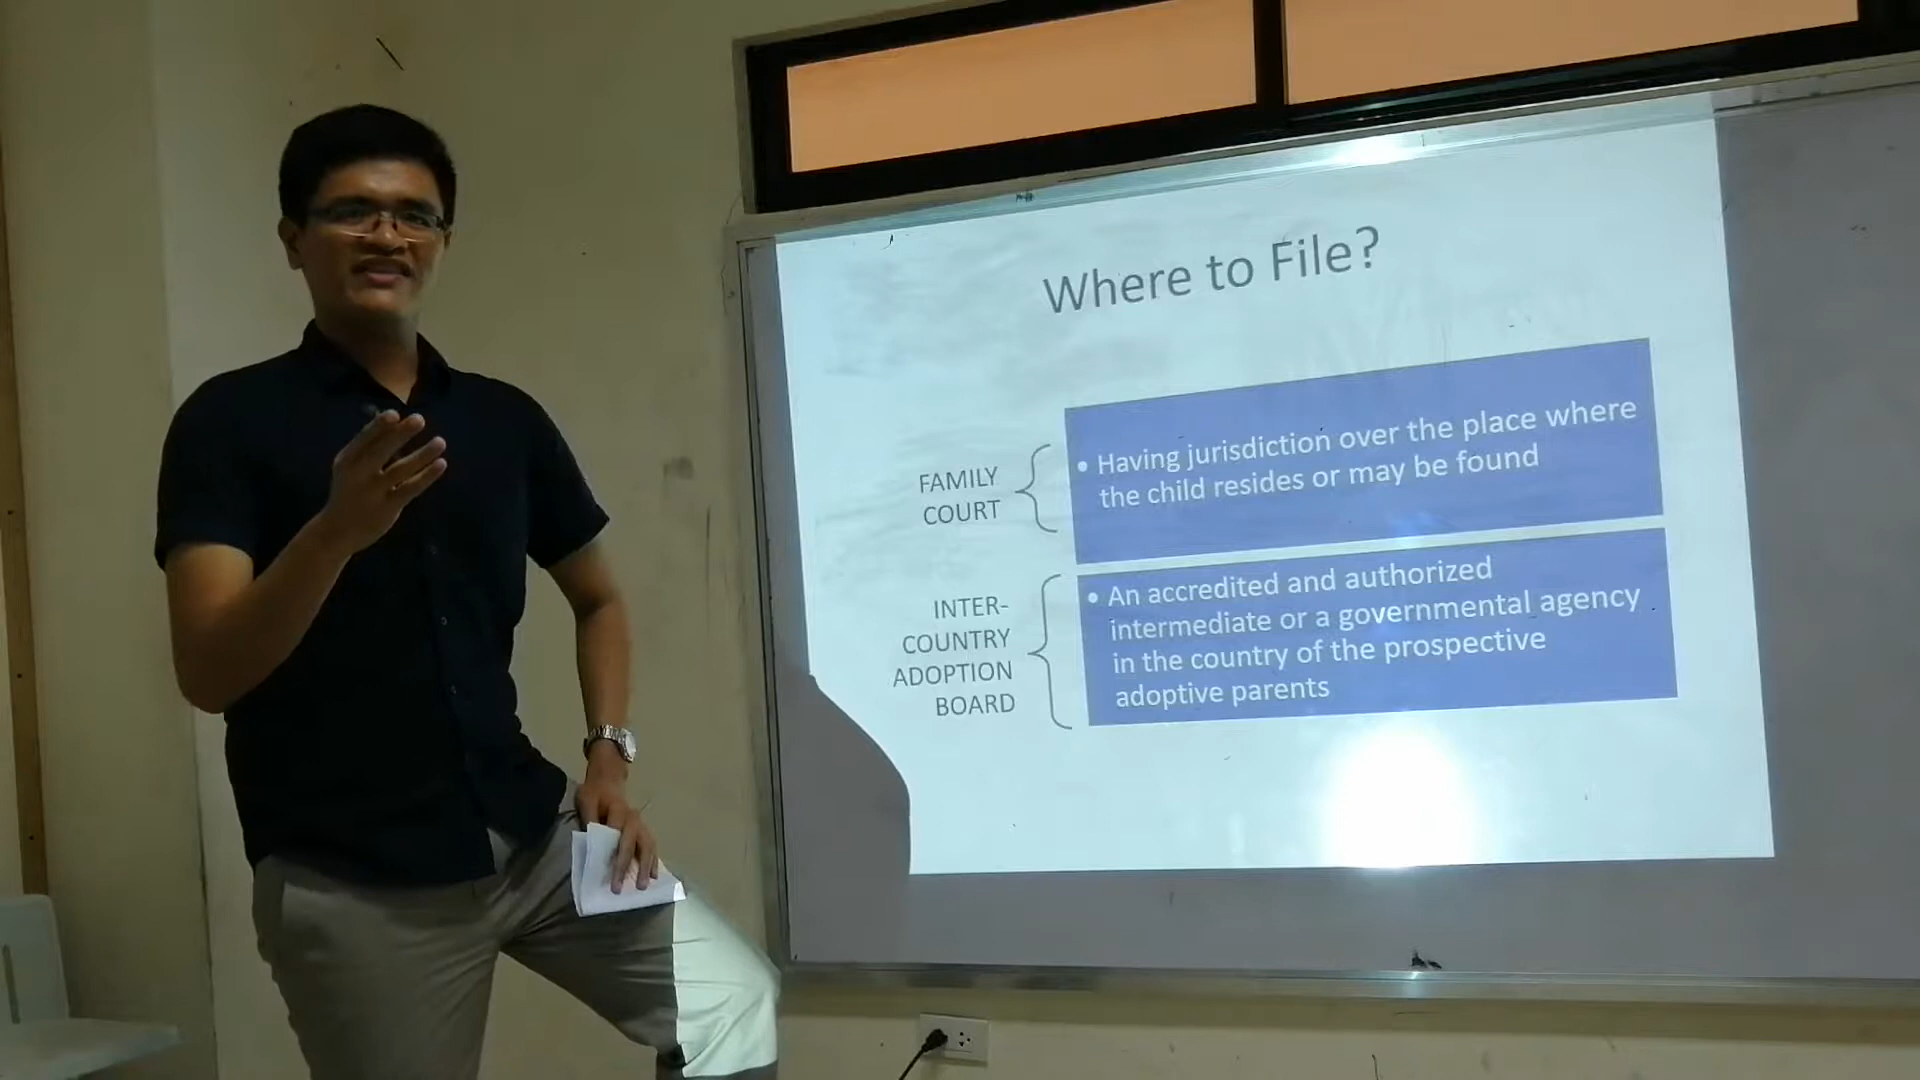 Where to File?
FAMILY
COURT
• Having jurisdiction over the place where
the child resides or may be found
INTER-
COUNTRY
ADOPTION
BOARD
• An accredited and authorized
intermediate or a governmental agency
in the country of the prospective
adoptive parents